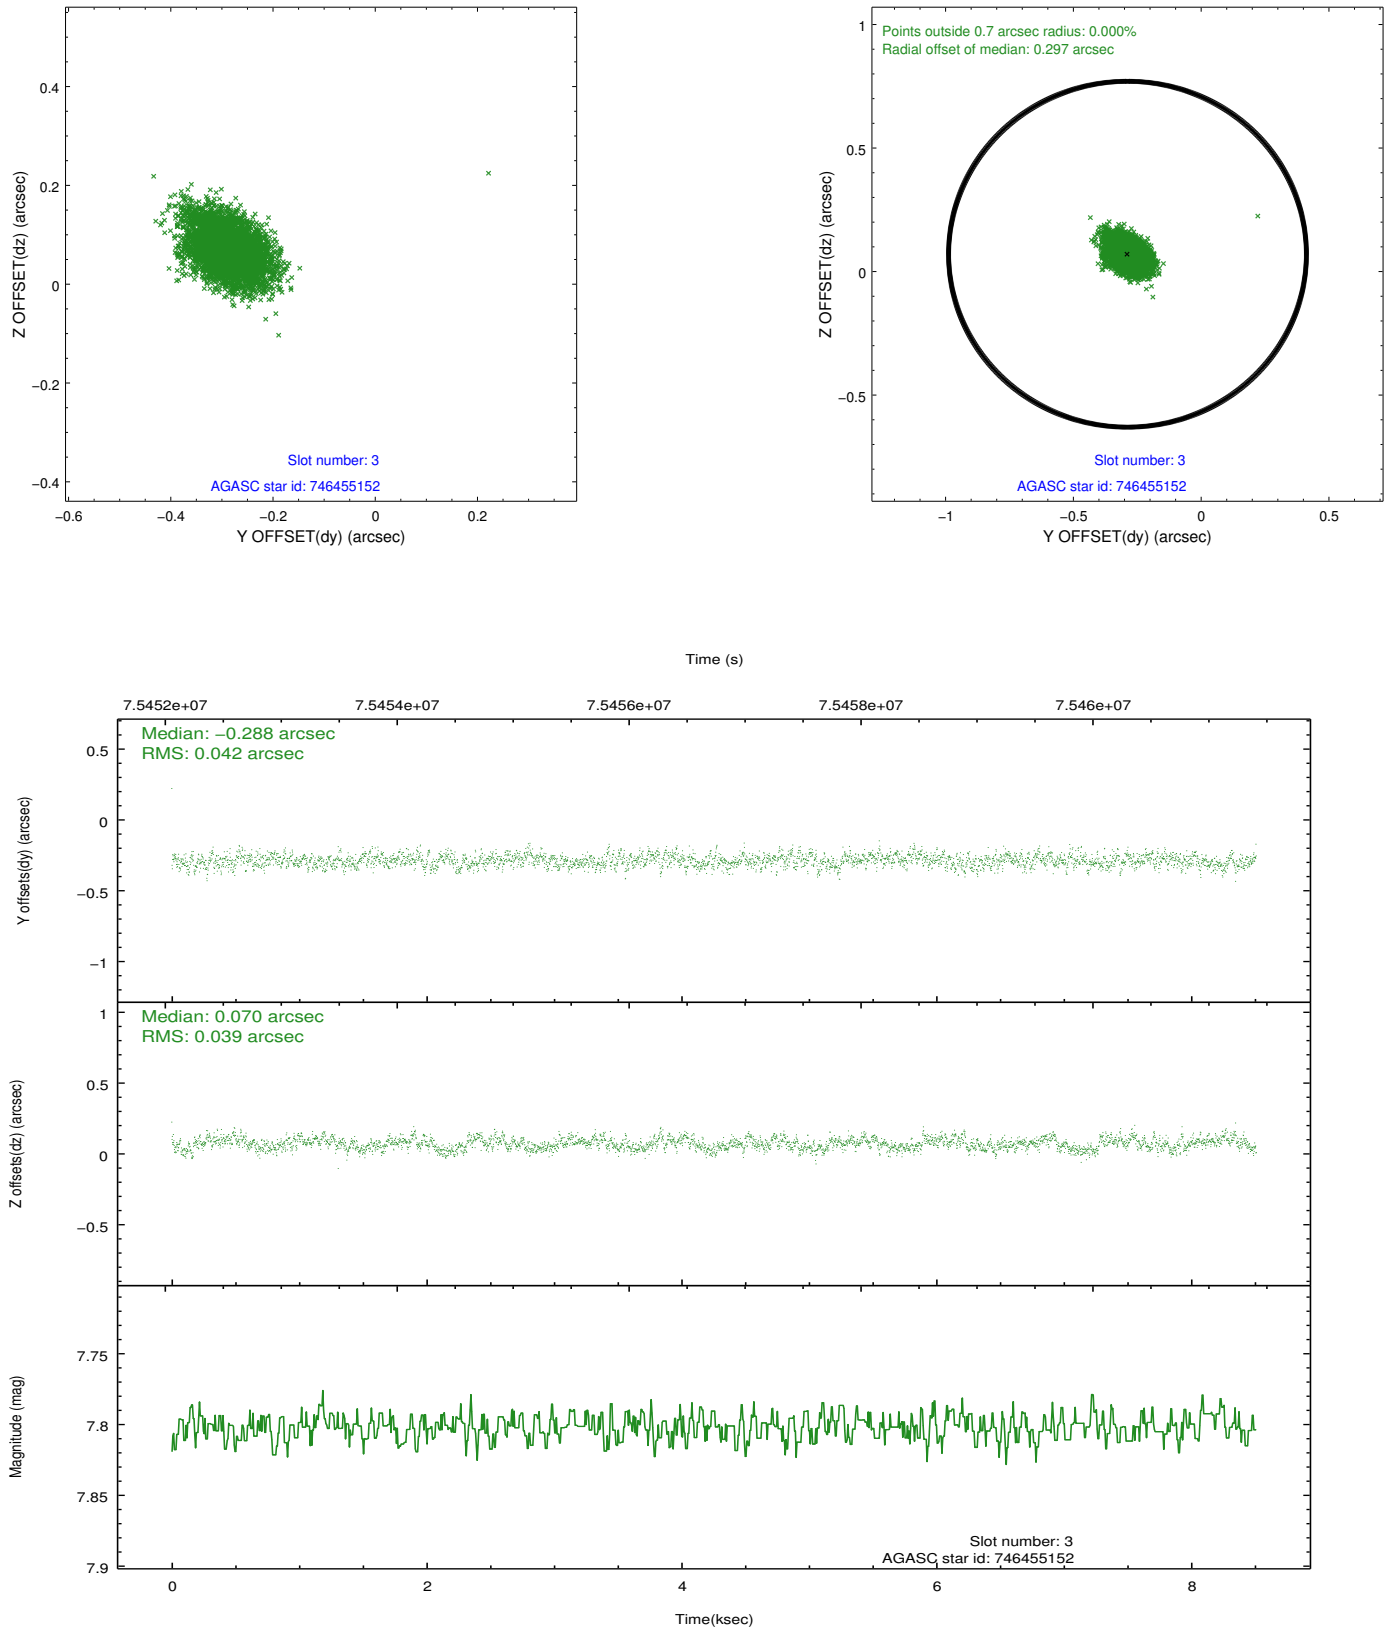 0.4
0.2
0
−0.2
−0.4
Z OFFSET(dz) (arcsec)
Slot number: 3
AGASC star id: 746455152
−0.6
−0.4
−0.2
0
0.2
Y OFFSET(dy) (arcsec)
Points outside 0.7 arcsec radius: 0.000%
Radial offset of median: 0.297 arcsec
1
0.5
0
−0.5
Z OFFSET(dz) (arcsec)
Slot number: 3
AGASC star id: 746455152
−1
−0.5
0
0.5
Y OFFSET(dy) (arcsec)
Time (s)
7.5452e+07
7.5454e+07
7.5456e+07
7.5458e+07
7.546e+07
Median: −0.288 arcsec
RMS: 0.042 arcsec
0.5
0
−0.5
−1
Y offsets(dy) (arcsec)
Median: 0.070 arcsec
RMS: 0.039 arcsec
1
0.5
0
−0.5
Z offsets(dz) (arcsec)
7.75
7.8
7.85
7.9
Magnitude (mag)
Slot number: 3
AGASC star id: 746455152
0
2
4
6
8
Time(ksec)